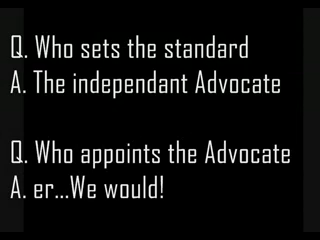 Q. Who sets the standard
A. The independant Advocate
Q. Who appoints the Advocate
A. er...We would!